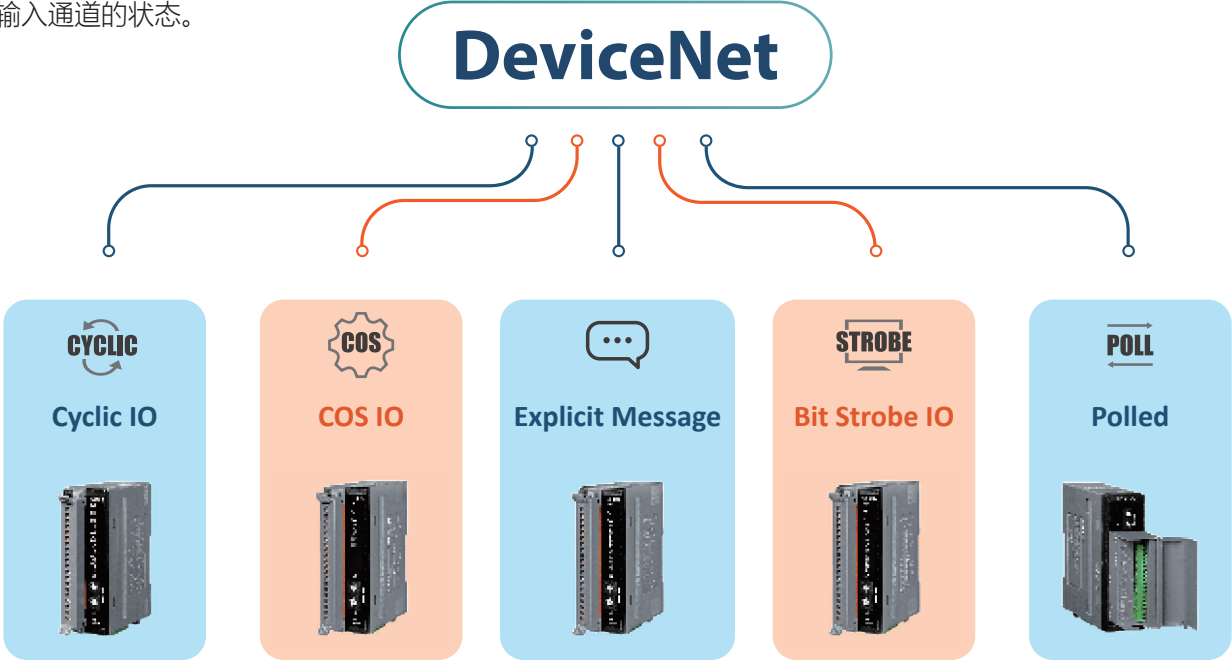 输入通道的状态。
DeviceNet
CYCLIC
COS
STROBE
POLL
Cyclic IO
COS IO
Explicit Message
Bit Strobe IO
Polled